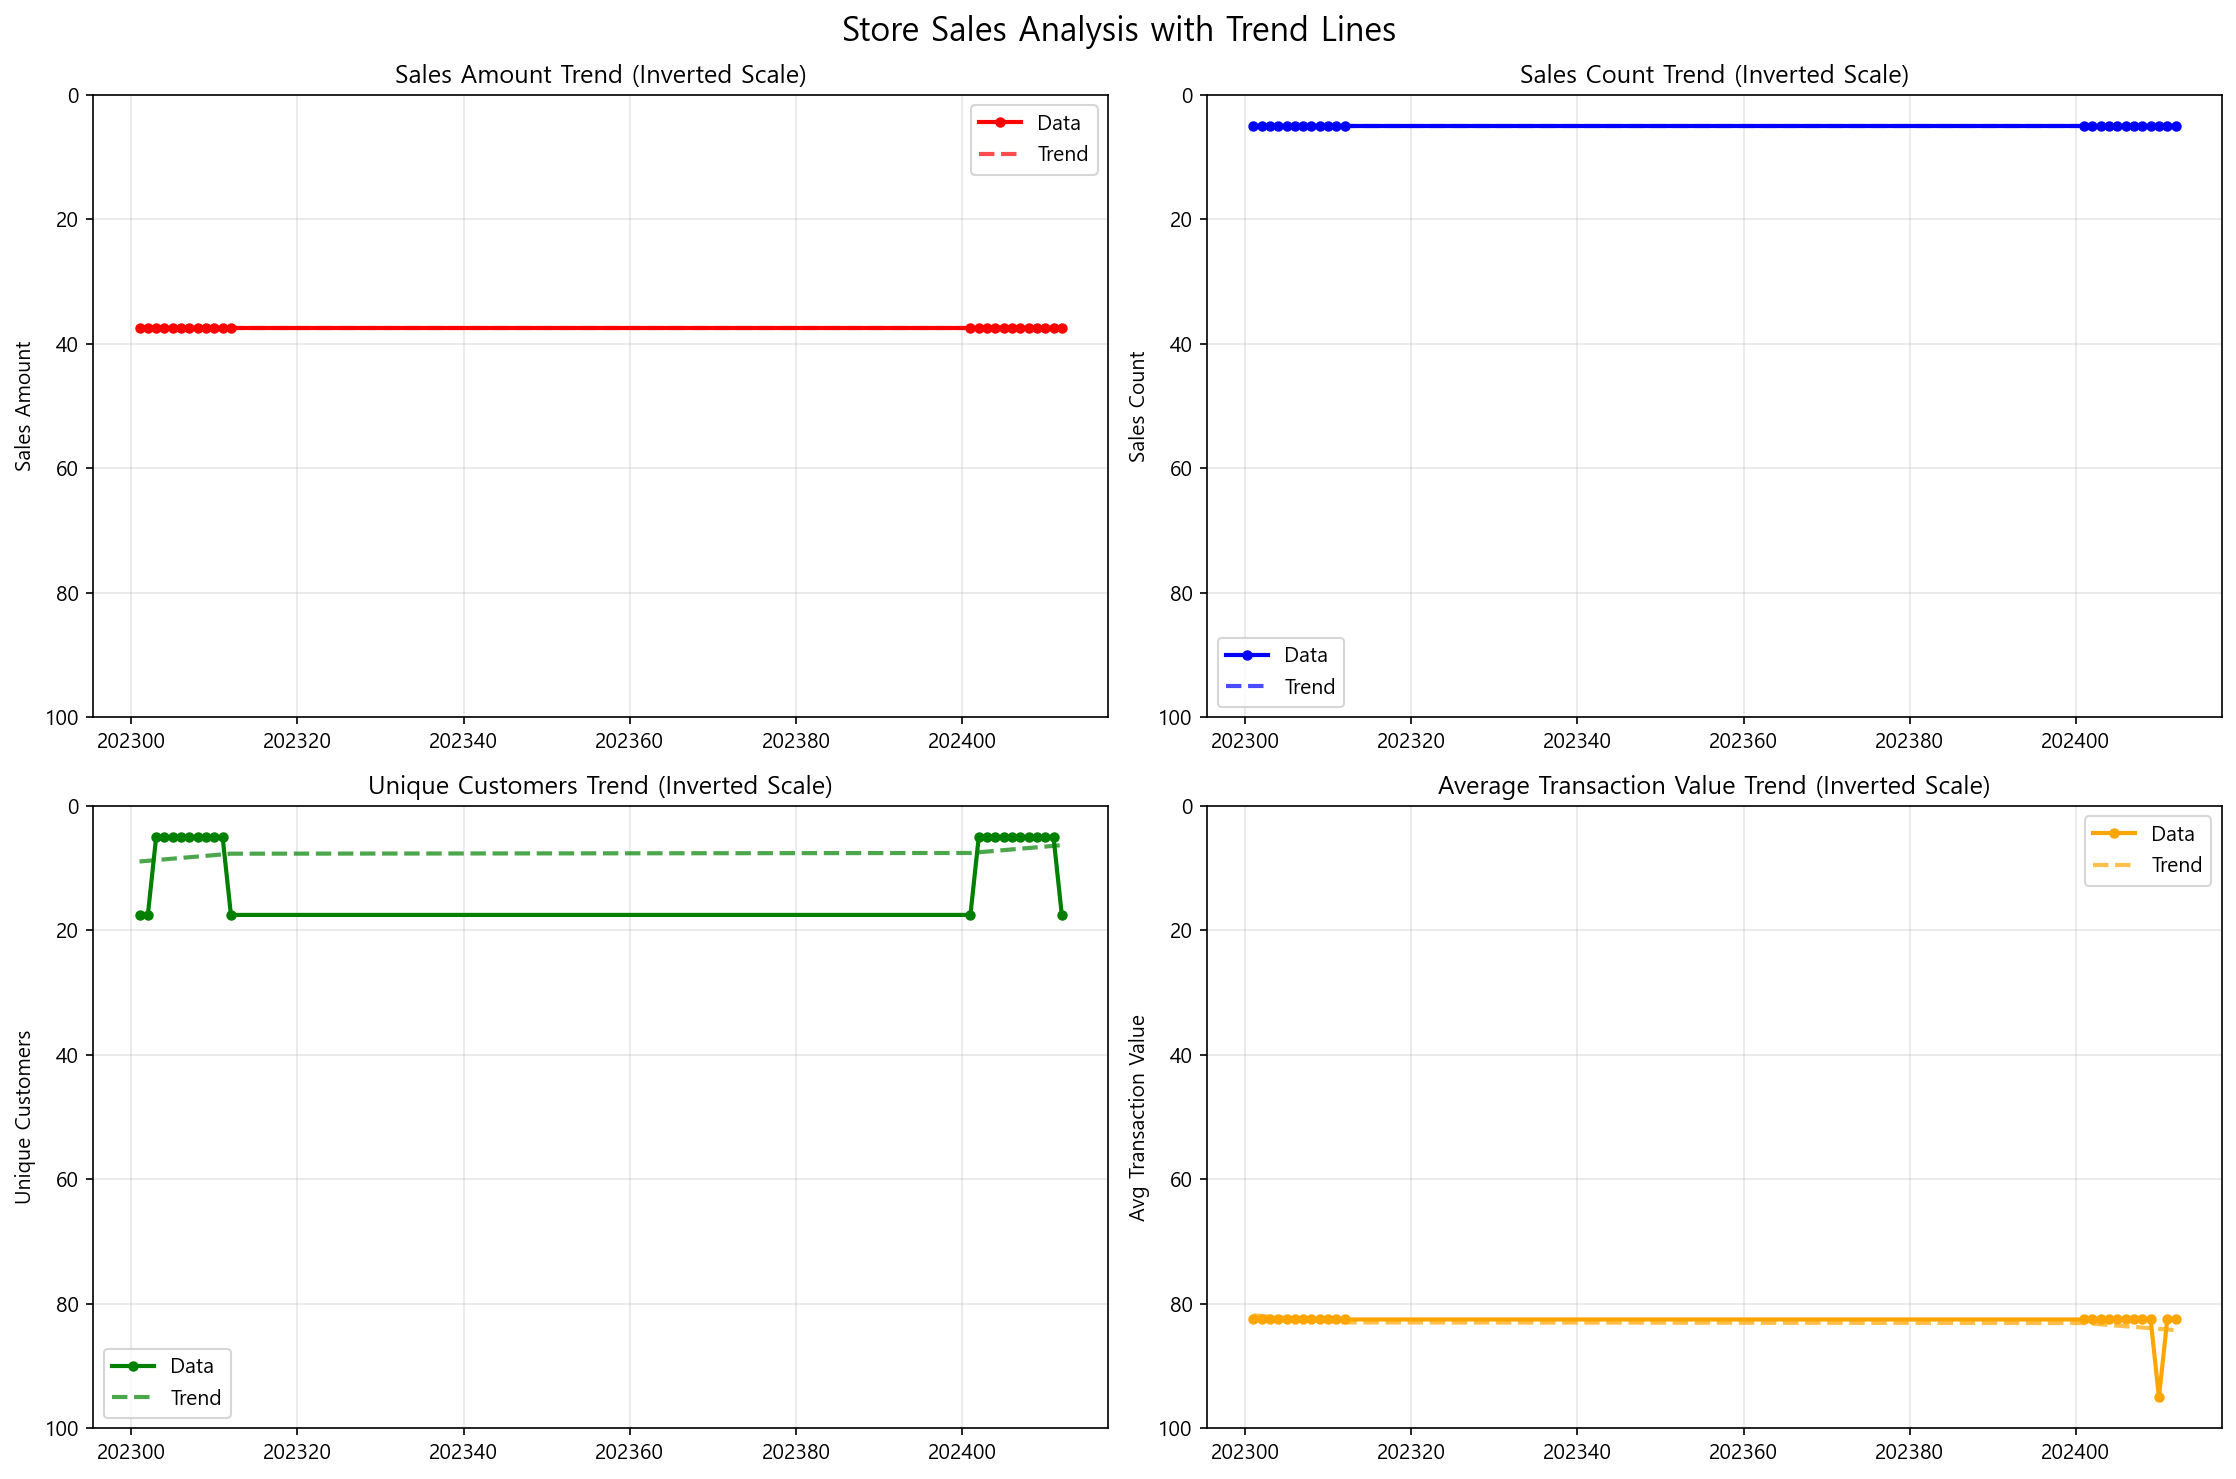 Store Sales Analysis with Trend Lines
Sales Amount Trend (Inverted Scale)
0
20
40
60
80
100
Sales Amount
Data
Trend
202300
202320
202340
202360
202380
202400
Sales Count Trend (Inverted Scale)
0
20
40
60
80
100
Sales Count
Data
Trend
202300
202320
202340
202360
202380
202400
Unique Customers Trend (Inverted Scale)
0
20
40
60
80
100
Unique Customers
Data
Trend
202300
202320
202340
202360
202380
202400
Average Transaction Value Trend (Inverted Scale)
0
20
40
60
80
100
Avg Transaction Value
Data
Trend
202300
202320
202340
202360
202380
202400